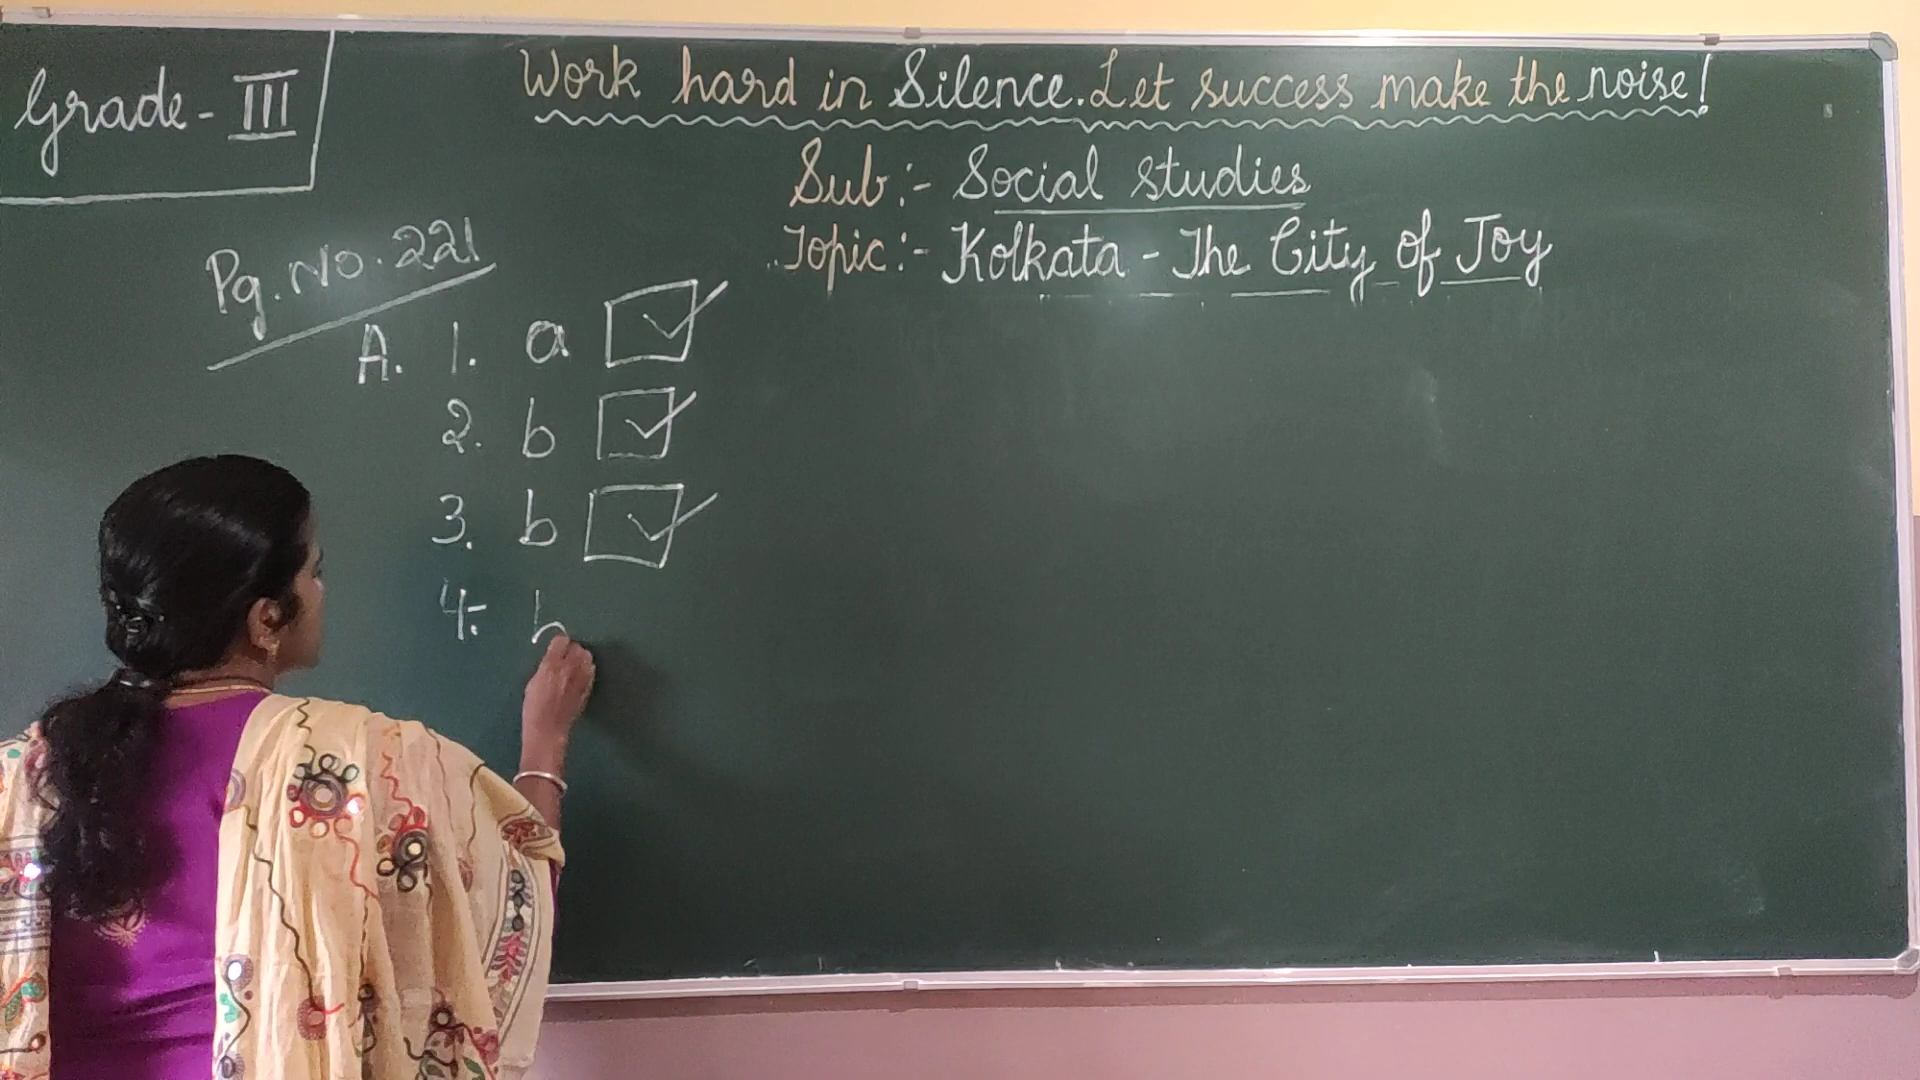 Grade - III
Work hard in Silence. Let success make the noise!
Sub:- Social studies
Topic:- Kolkata - The City of Joy
Pg. No. 221
A. 1. a
2. b
3. b
4. b